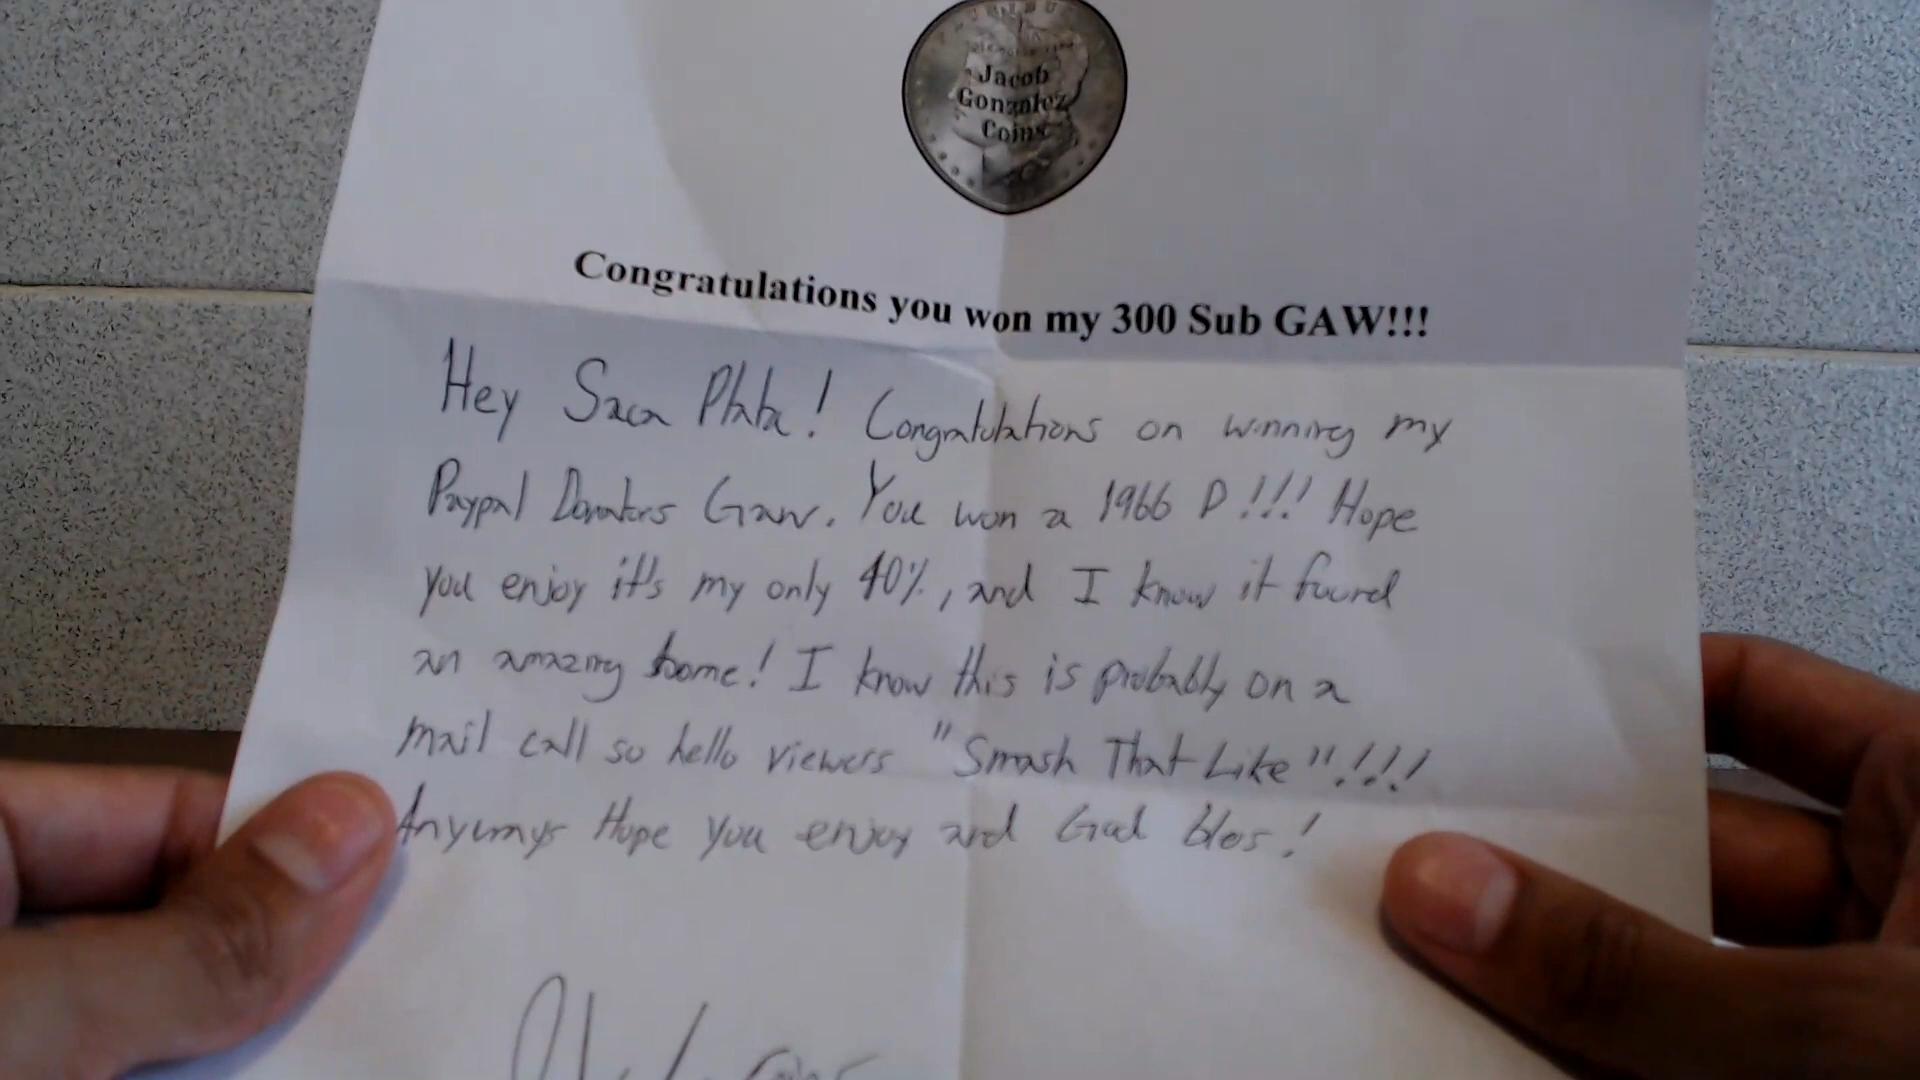 Jacob
Gonzalez
Coins
Congratulations you won my 300 Sub GAW!!!
Hey Saca Plata! Congratulations on winning my
Paypal Donators Gaw. You won a 1966 D!!! Hope
you enjoy it's my only 40%, and I know it found
an amazing home! I know this is probably on a
mail call so hello viewers "Smash That Like"!!!!
Anyways Hope you enjoy and God bless!